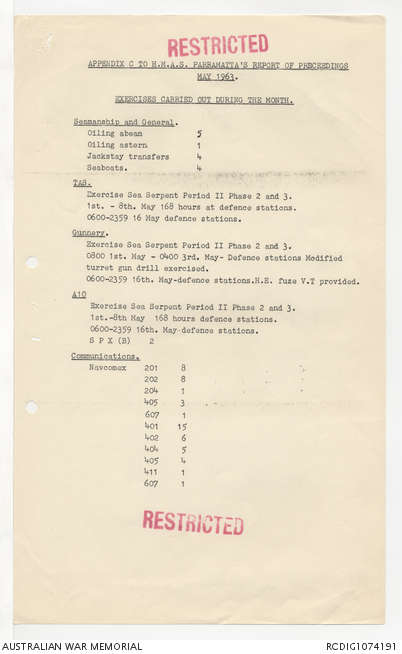 RESTRICTED
APPENDIX C TO H.M.A.S. PARRAMATTA'S REPORT OF PRECEEDINGS
MAY 1963.
EXERCISES CARRIED OUT DURING THE MONTH.
Seamanship and General.
Oiling abeam 5
Oiling astern 1
Jackstay transfers 4
Seaboats. 4
TAS.
Exercise Sea Serpent Period II Phase 2 and 3.
1st. - 8th. May 168 hours at defence stations.
0600-2359 16 May defence stations.
Gunnery.
Exercise Sea Serpent Period II Phase 2 and 3.
0800 1st. May - 0400 3rd. May- Defence stations Modified
turret gun drill exercised.
0600-2359 16th. May-defence stations.H.E. fuze V.T provided.
A10
Exercise Sea Serpent Period II Phase 2 and 3.
1st.-8th May 168 hours defence stations.
0600-2359 16th. May-defence stations.
S P X (B) 2
Communications.
Navcomex 201 8
202 8
204 1
405 3
607 1
401 15
402 6
404 5
405 4
411 1
607 1
RESTRICTED
AUSTRALIAN WAR MEMORIAL RCDIG1074191